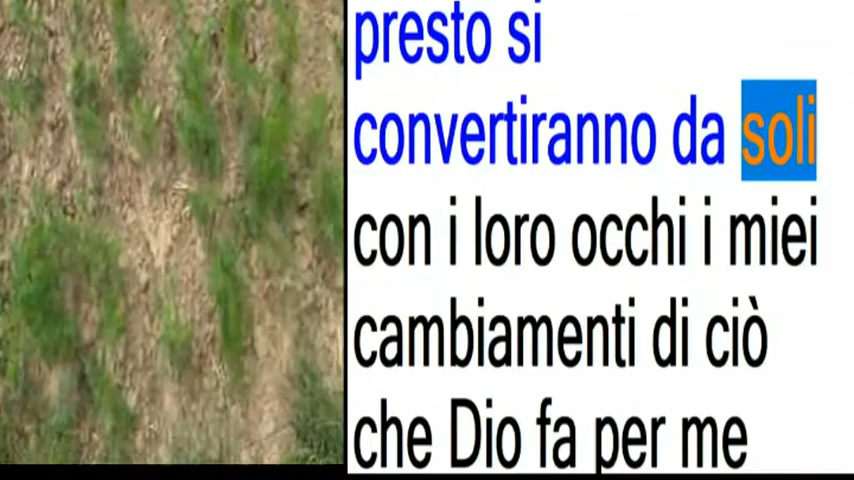 presto si
convertiranno da soli
con i loro occhi i miei
cambiamenti di ciò
che Dio fa per me